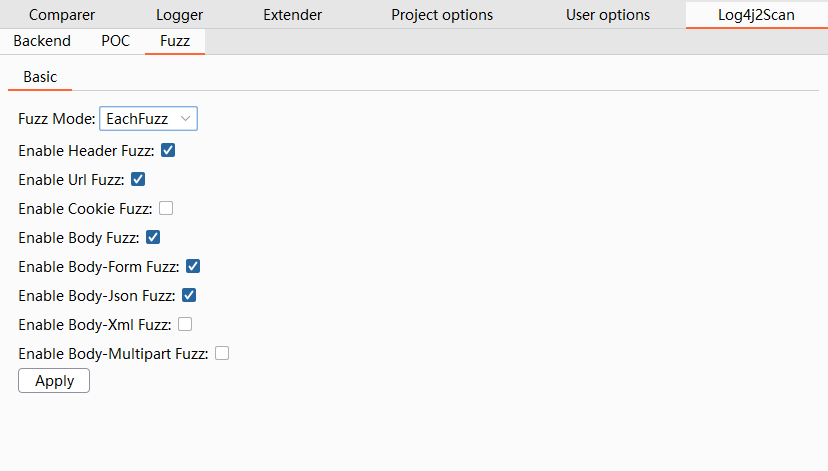 Comparer Logger Extender Project options User options Log4j2Scan
Backend POC Fuzz
Basic
Fuzz Mode: EachFuzz
Enable Header Fuzz:
Enable Url Fuzz:
Enable Cookie Fuzz:
Enable Body Fuzz:
Enable Body-Form Fuzz:
Enable Body-Json Fuzz:
Enable Body-Xml Fuzz:
Enable Body-Multipart Fuzz:
Apply